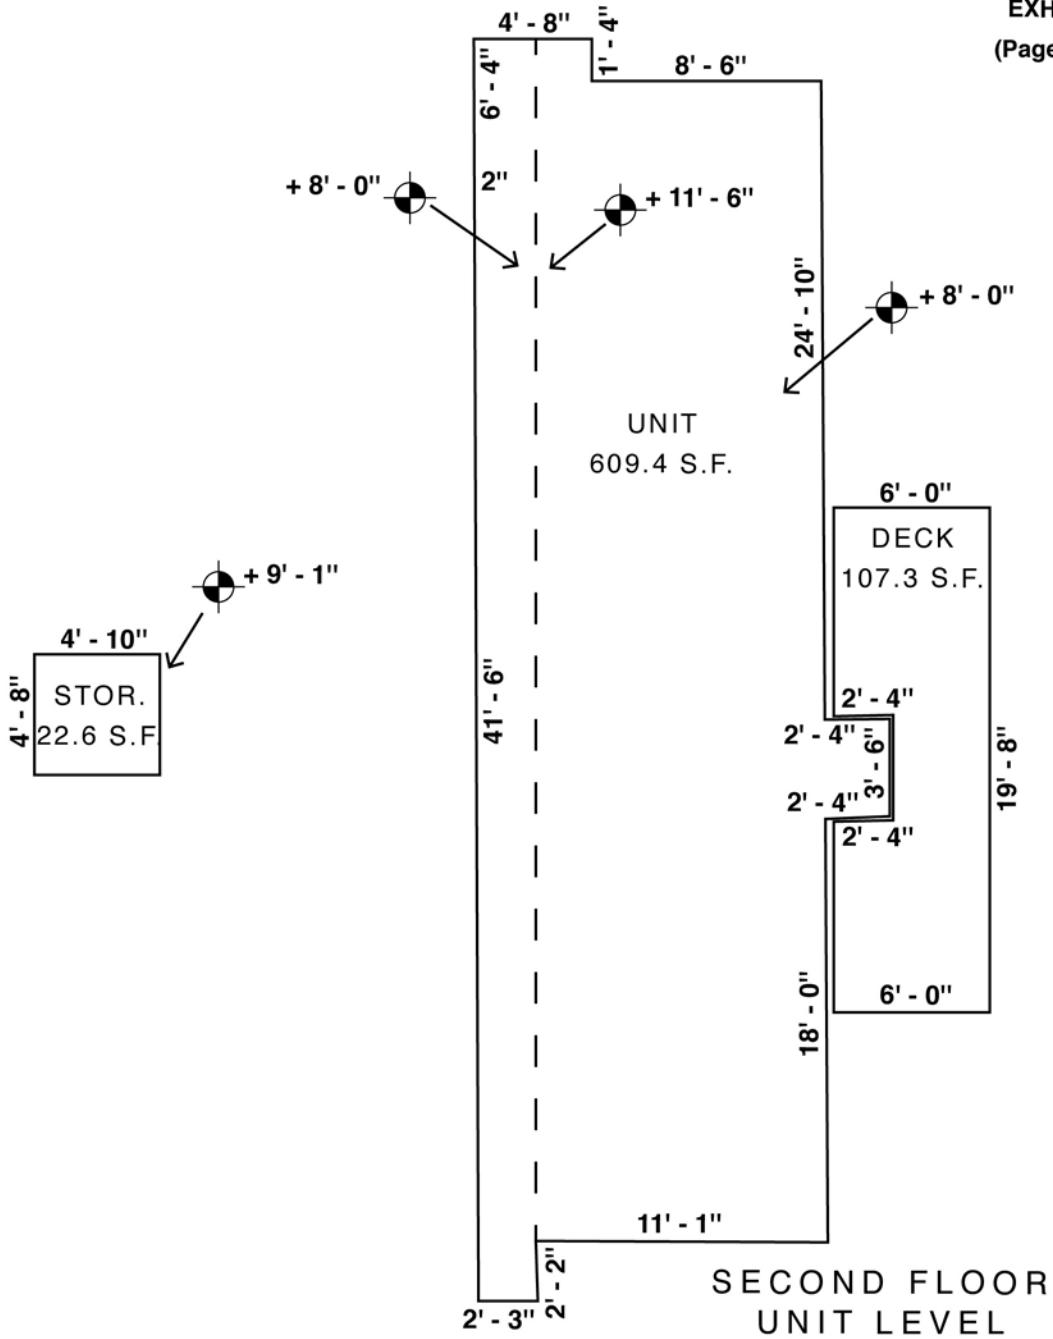 EXH
(Page
4' - 8"
1' - 4"
8' - 6"
6' - 4"
2"
+ 8' - 0"
+ 11' - 6"
24' - 10"
+ 8' - 0"
UNIT
609.4 S.F.
6' - 0"
DECK
107.3 S.F.
+ 9' - 1"
4' - 10"
4' - 8"
STOR.
22.6 S.F.
41' - 6"
2' - 4"
2' - 4"
3' - 6"
19' - 8"
2' - 4"
2' - 4"
18' - 0"
6' - 0"
11' - 1"
2' - 2"
2' - 3"
SECOND FLOOR
UNIT LEVEL